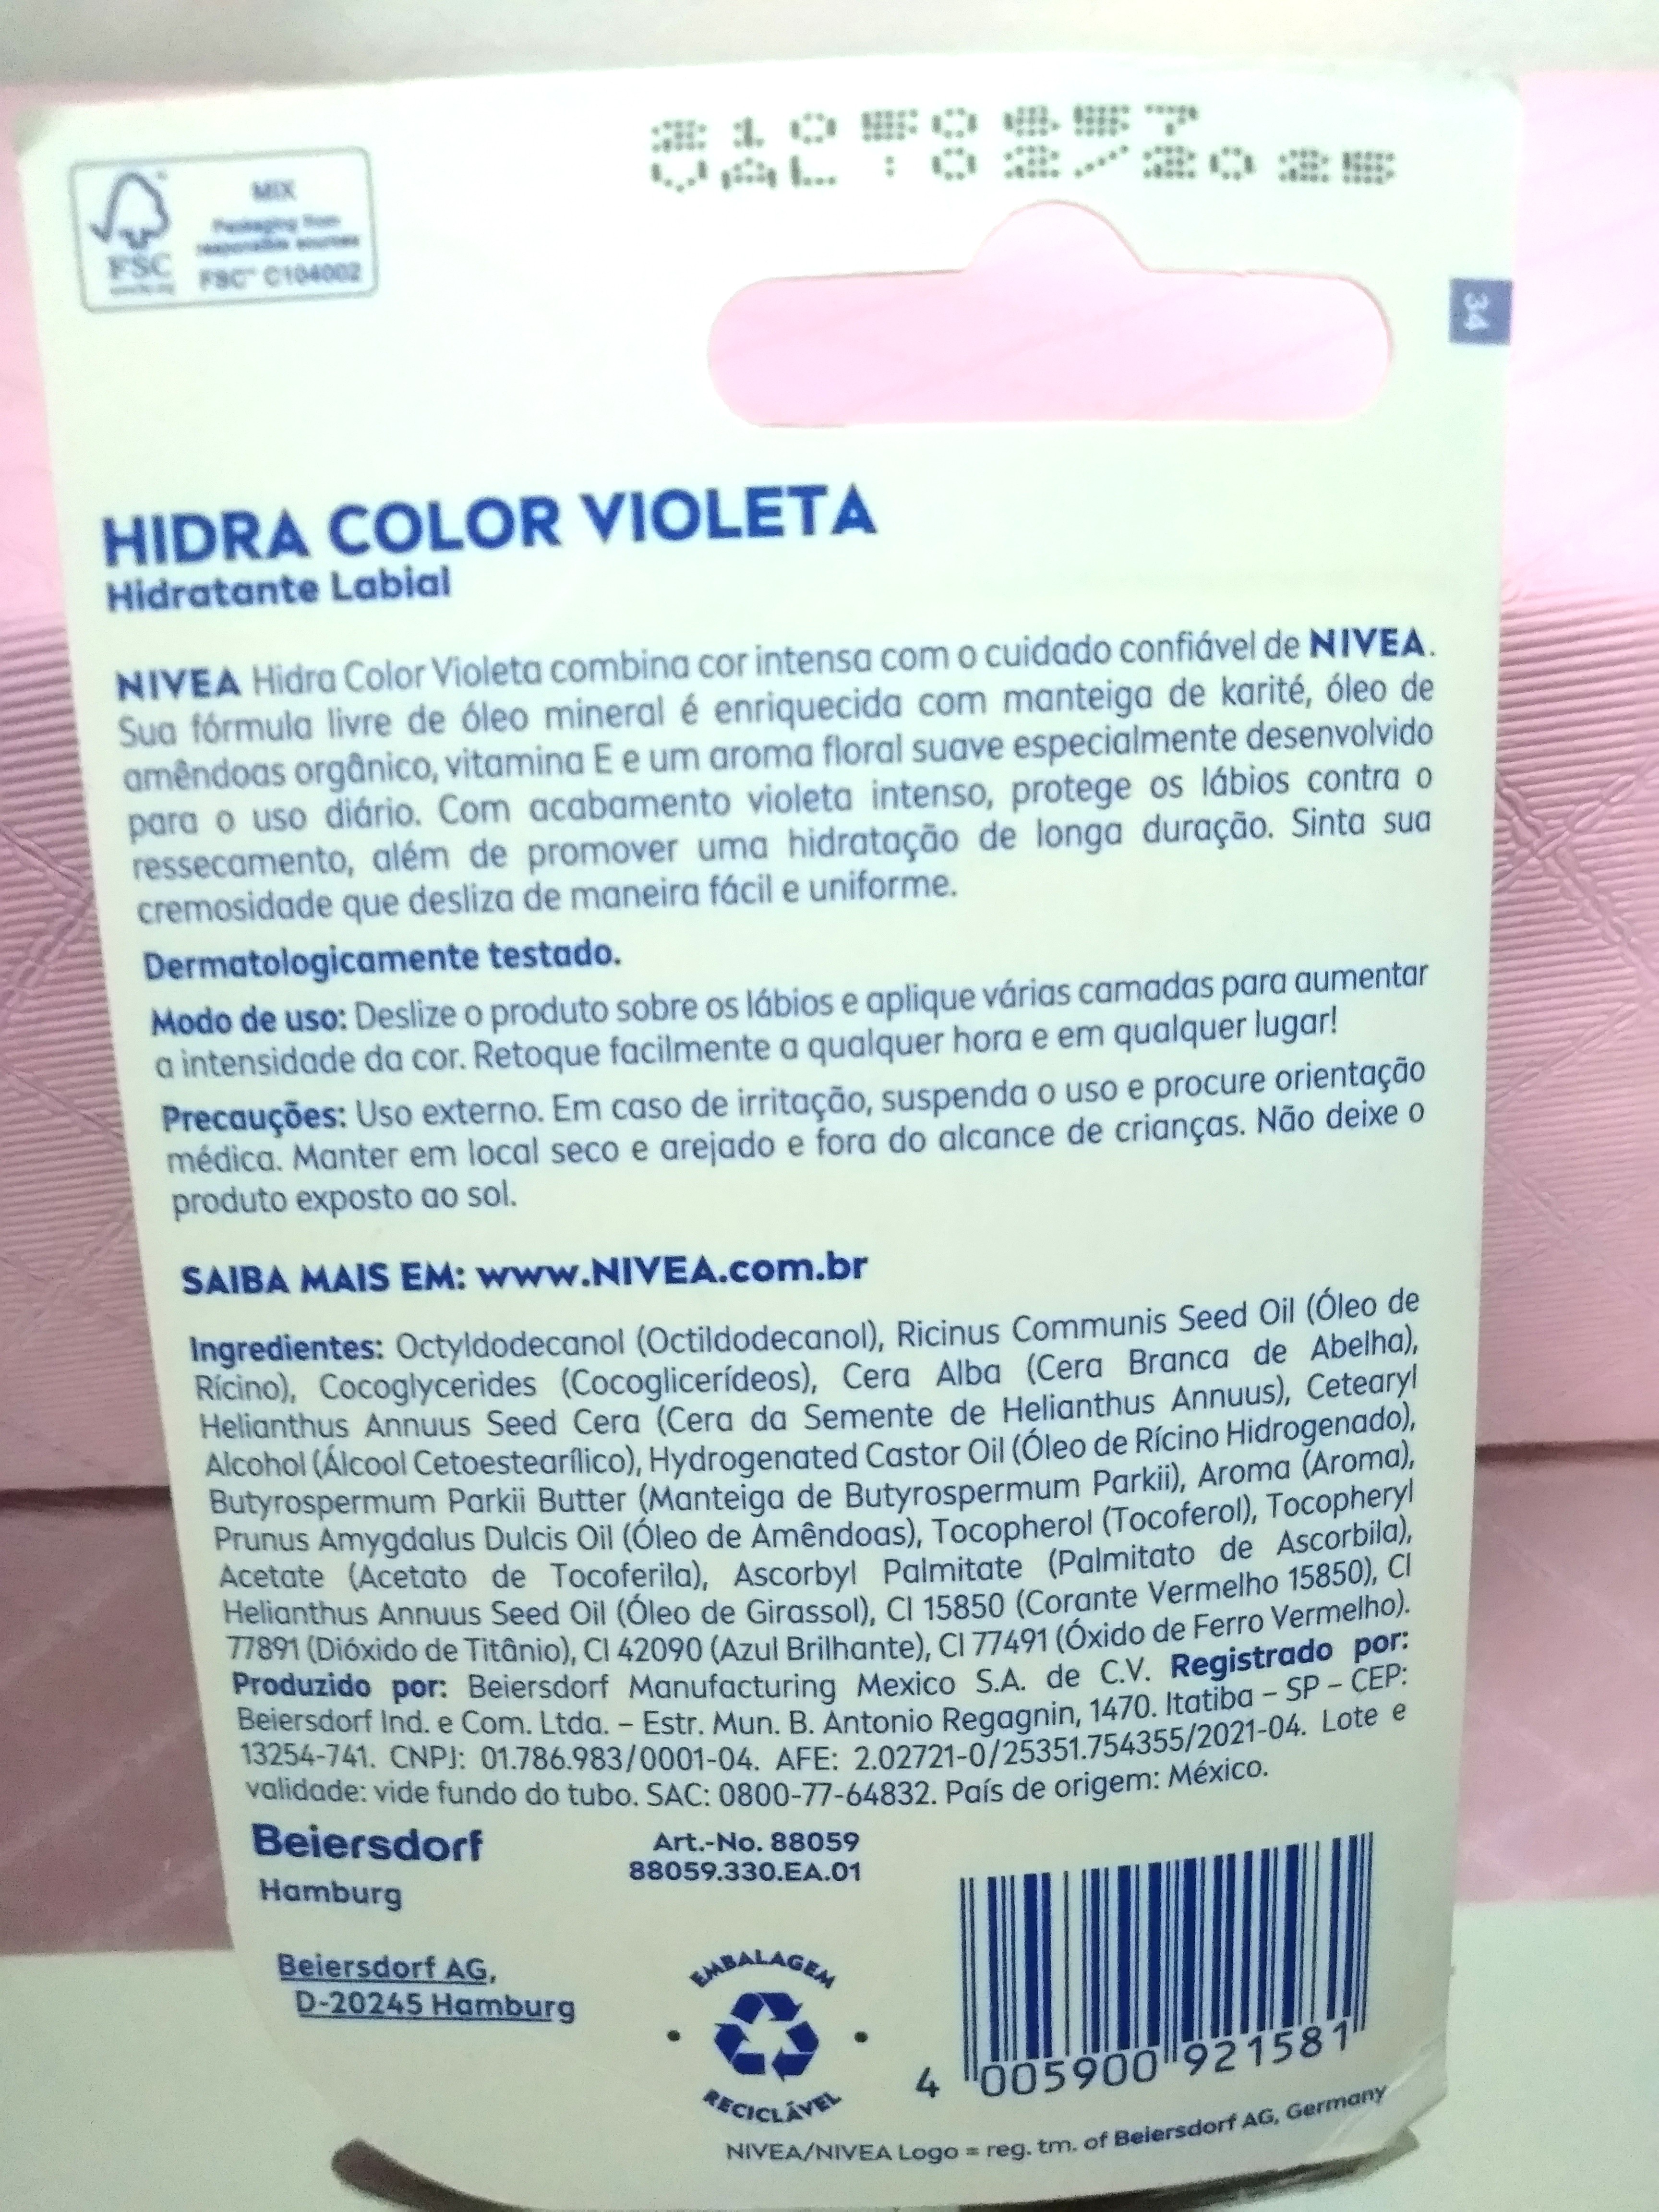 210F0957
VAL:02/2025
MIX
Packaging from
responsible sources
FSC™ C104002
FSC
34
HIDRA COLOR VIOLETA
Hidratante Labial
NIVEA Hidra Color Violeta combina cor intensa com o cuidado confiável de NIVEA.
Sua fórmula livre de óleo mineral é enriquecida com manteiga de karité, óleo de
amêndoas orgânico, vitamina E e um aroma floral suave especialmente desenvolvido
para o uso diário. Com acabamento violeta intenso, protege os lábios contra o
ressecamento, além de promover uma hidratação de longa duração. Sinta sua
cremosidade que desliza de maneira fácil e uniforme.
Dermatologicamente testado.
Modo de uso: Deslize o produto sobre os lábios e aplique várias camadas para aumentar
a intensidade da cor. Retoque facilmente a qualquer hora e em qualquer lugar!
Precauções: Uso externo. Em caso de irritação, suspenda o uso e procure orientação
médica. Manter em local seco e arejado e fora do alcance de crianças. Não deixe o
produto exposto ao sol.
SAIBA MAIS EM: www.NIVEA.com.br
Ingredientes: Octyldodecanol (Octildodecanol), Ricinus Communis Seed Oil (Óleo de
Rícino), Cocoglycerides (Cocoglicerídeos), Cera Alba (Cera Branca de Abelha),
Helianthus Annuus Seed Cera (Cera da Semente de Helianthus Annuus), Cetearyl
Alcohol (Álcool Cetoestearílico), Hydrogenated Castor Oil (Óleo de Rícino Hidrogenado),
Butyrospermum Parkii Butter (Manteiga de Butyrospermum Parkii), Aroma (Aroma),
Prunus Amygdalus Dulcis Oil (Óleo de Amêndoas), Tocopherol (Tocoferol), Tocopheryl
Acetate (Acetato de Tocoferila), Ascorbyl Palmitate (Palmitato de Ascorbila),
Helianthus Annuus Seed Oil (Óleo de Girassol), CI 15850 (Corante Vermelho 15850), CI
77891 (Dióxido de Titânio), CI 42090 (Azul Brilhante), CI 77491 (Óxido de Ferro Vermelho).
Produzido por: Beiersdorf Manufacturing Mexico S.A. de C.V. Registrado por:
Beiersdorf Ind. e Com. Ltda. – Estr. Mun. B. Antonio Regagnin, 1470. Itatiba – SP – CEP:
13254-741. CNPJ: 01.786.983/0001-04. AFE: 2.02721-0/25351.754355/2021-04. Lote e
validade: vide fundo do tubo. SAC: 0800-77-64832. País de origem: México.
Beiersdorf
Hamburg
Art.-No. 88059
88059.330.EA.01
Beiersdorf AG,
D-20245 Hamburg
EMBALAGEM
RECICLÁVEL
4 005900 921581
NIVEA/NIVEA Logo = reg. tm. of Beiersdorf AG, Germany